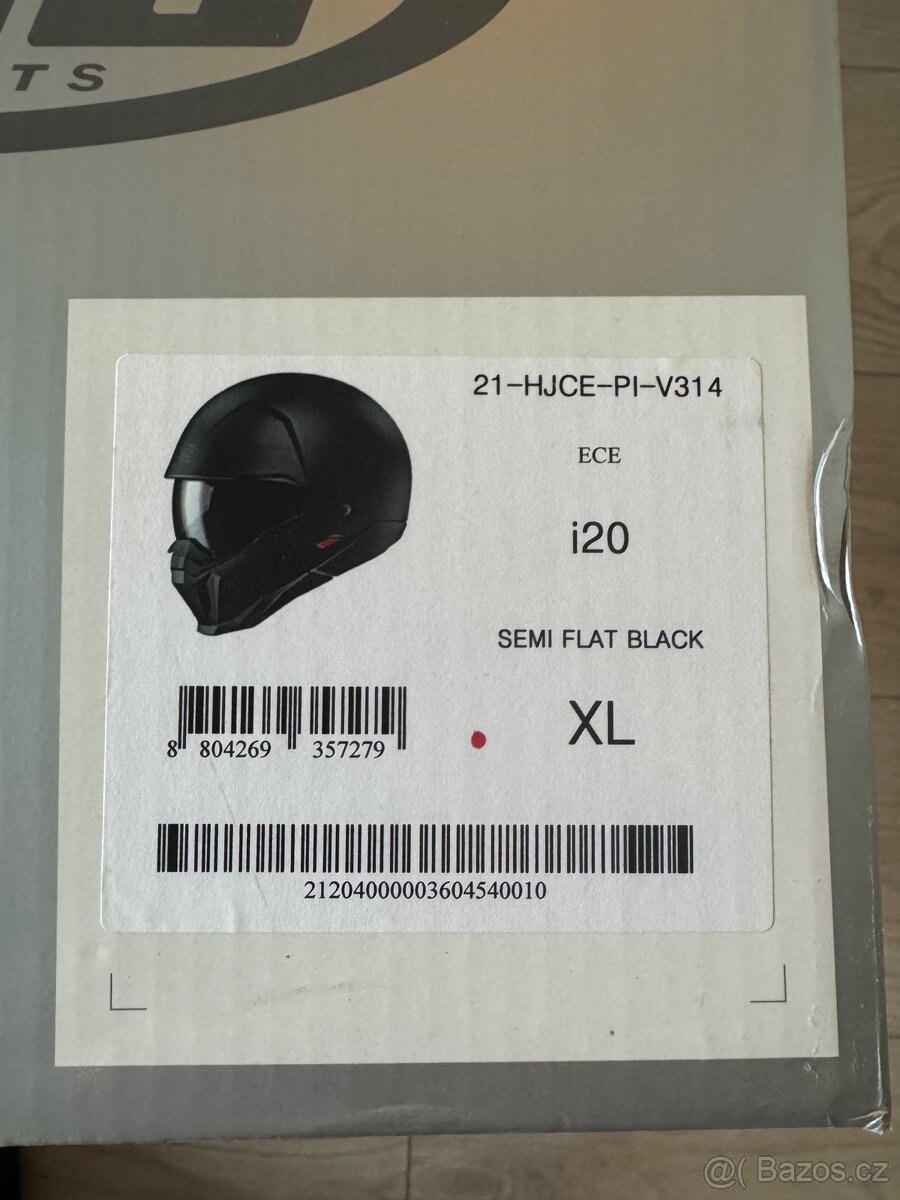 TS
21-HJCE-PI-V314
ECE
i20
SEMI FLAT BLACK
XL
8 804269 357279
21204000003604540010
@( Bazos.cz